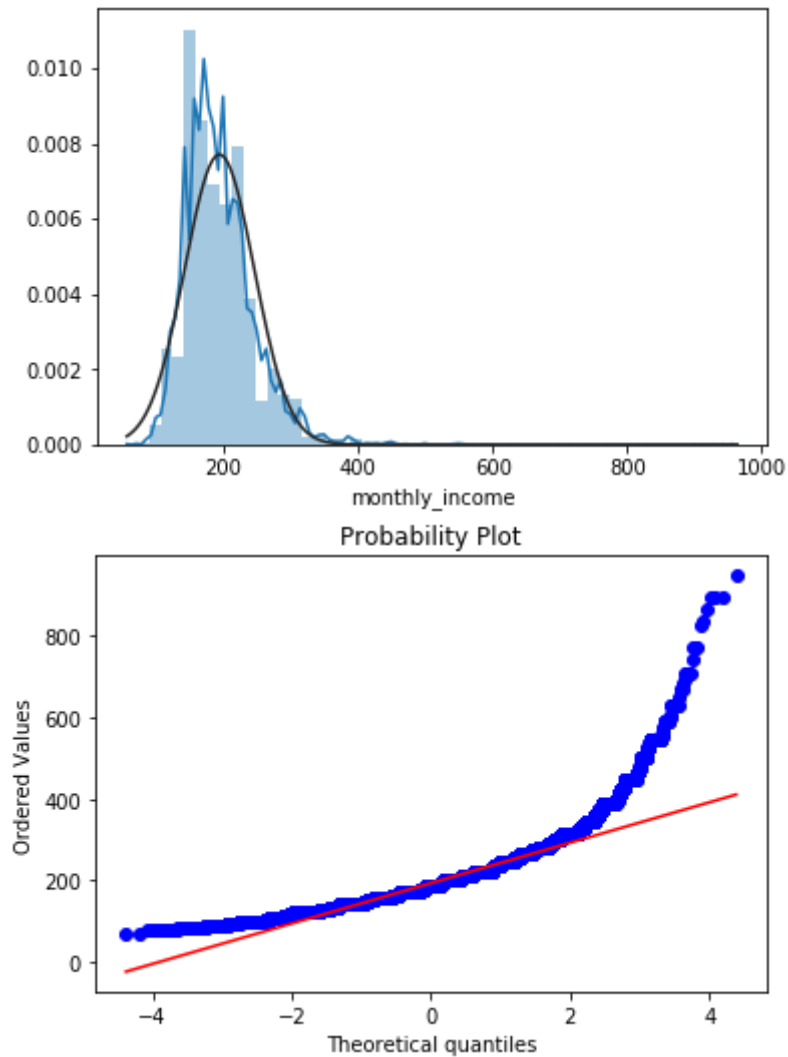 0.010
0.008
0.006
0.004
0.002
0.000
200 400 600 800 1000
monthly_income
Probability Plot
800
600
400
200
0
Ordered Values
−4 −2 0 2 4
Theoretical quantiles